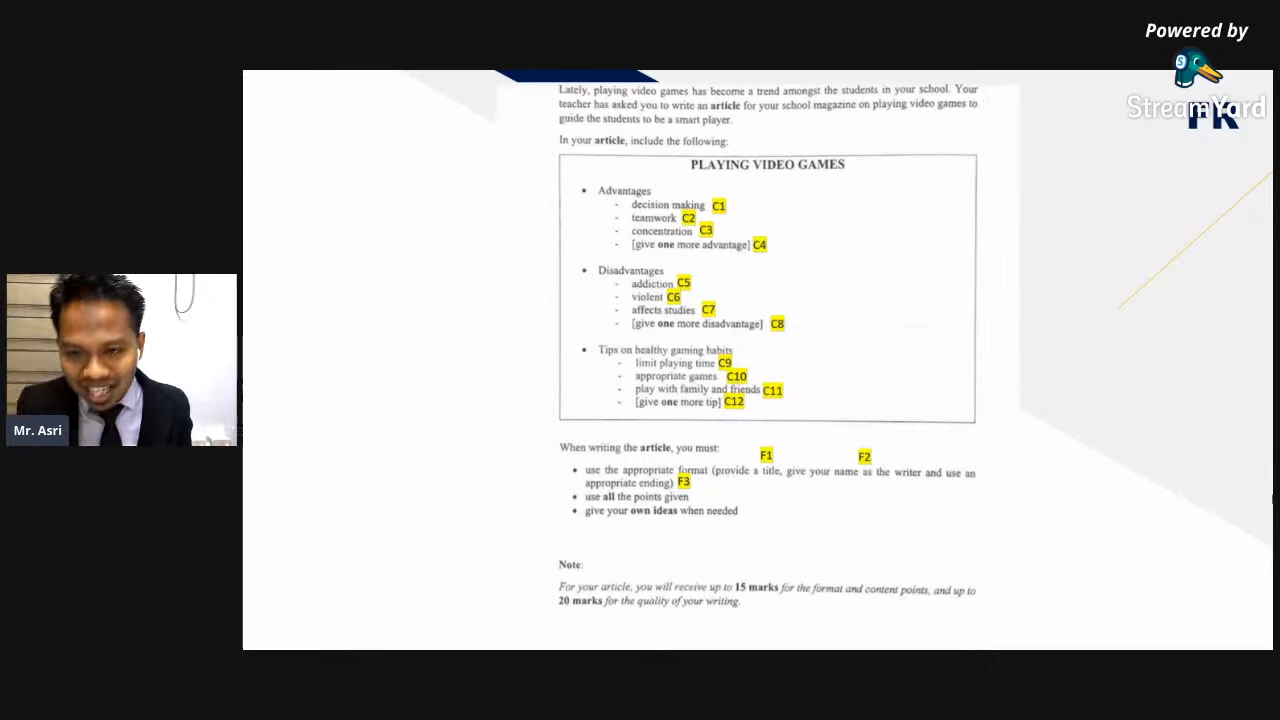 Powered by
StreamYard
FR
Lately, playing video games has become a trend amongst the students in your school. Your
teacher has asked you to write an article for your school magazine on playing video games to
guide the students to be a smart player.
In your article, include the following:
PLAYING VIDEO GAMES
• Advantages
- decision making C1
- teamwork C2
- concentration C3
- [give one more advantage] C4
• Disadvantages
- addiction C5
- violent C6
- affects studies C7
- [give one more disadvantage] C8
• Tips on healthy gaming habits
- limit playing time C9
- appropriate games C10
- play with family and friends C11
- [give one more tip] C12
When writing the article, you must:
F1 F2
• use the appropriate format (provide a title, give your name as the writer and use an
appropriate ending) F3
• use all the points given
• give your own ideas when needed
Note:
For your article, you will receive up to 15 marks for the format and content points, and up to
20 marks for the quality of your writing.
Mr. Asri